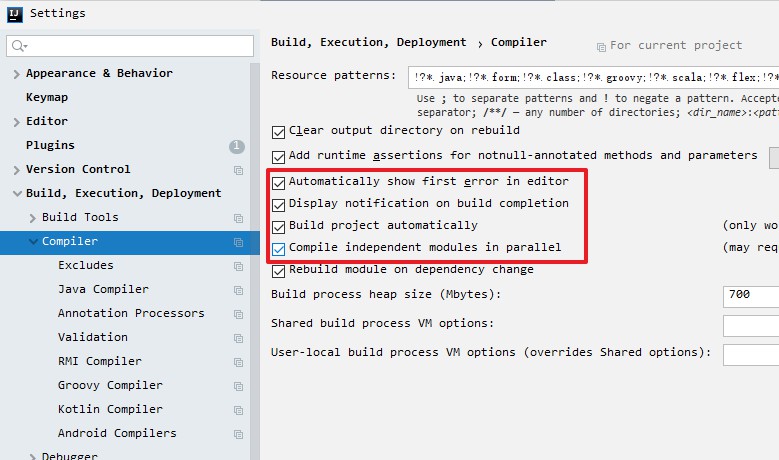 IJ Settings
Appearance & Behavior
Keymap
Editor
Plugins 1
Version Control
Build, Execution, Deployment
Build Tools
Compiler
Excludes
Java Compiler
Annotation Processors
Validation
RMI Compiler
Groovy Compiler
Kotlin Compiler
Android Compilers
Debugger
Build, Execution, Deployment › Compiler For current project
Resource patterns: !?*.java;!?*.form;!?*.class;!?*.groovy;!?*.scala;!?*.flex;!?*
Use ; to separate patterns and ! to negate a pattern. Accepte
separator; /**/ — any number of directories; <dir_name>:<pat
Clear output directory on rebuild
Add runtime assertions for notnull-annotated methods and parameters
Automatically show first error in editor
Display notification on build completion
Build project automatically (only wo
Compile independent modules in parallel (may req
Rebuild module on dependency change
Build process heap size (Mbytes): 700
Shared build process VM options:
User-local build process VM options (overrides Shared options):